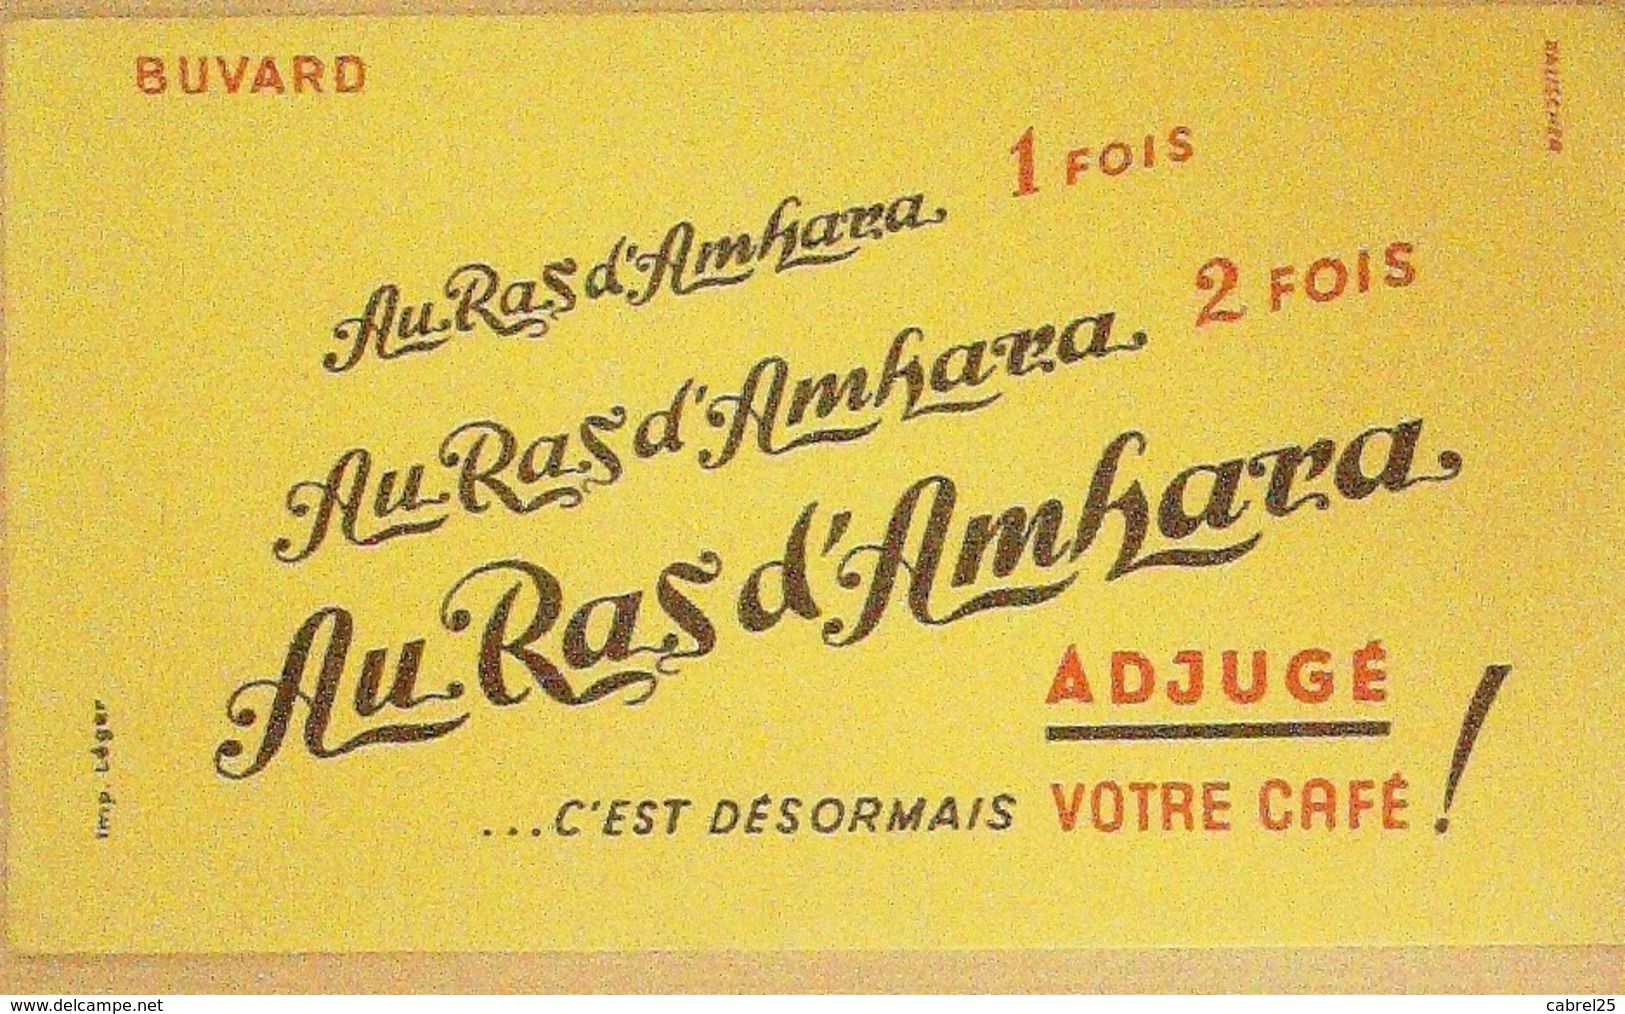 BUVARD
Au Ras d'Amhara 1 FOIS
Au Ras d'Amhara 2 FOIS
Au Ras d'Amhara
ADJUGÉ
...C'EST DÉSORMAIS VOTRE CAFÉ !
Imp. Léger
www.delcampe.net
cabrel25